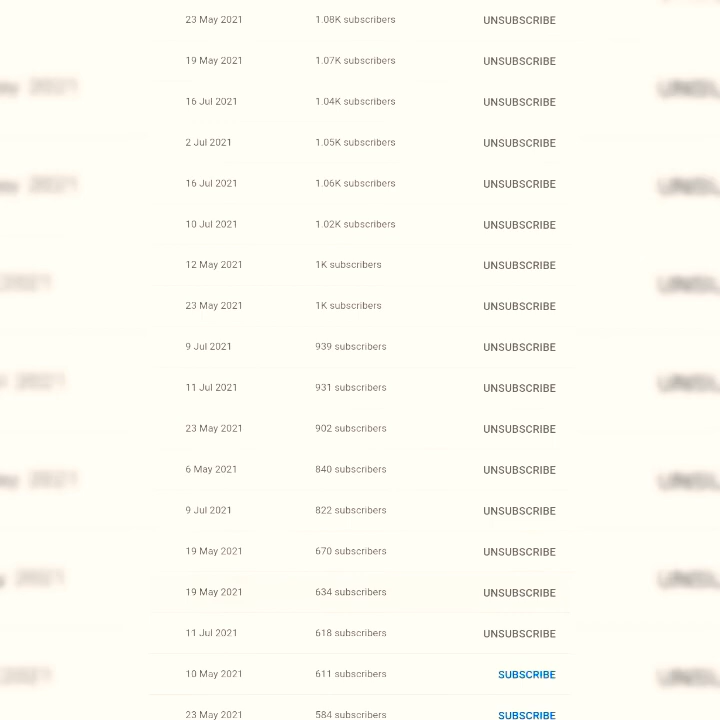 23 May 2021 1.08K subscribers UNSUBSCRIBE
19 May 2021 1.07K subscribers UNSUBSCRIBE
16 Jul 2021 1.04K subscribers UNSUBSCRIBE
2 Jul 2021 1.05K subscribers UNSUBSCRIBE
16 Jul 2021 1.06K subscribers UNSUBSCRIBE
10 Jul 2021 1.02K subscribers UNSUBSCRIBE
12 May 2021 1K subscribers UNSUBSCRIBE
23 May 2021 1K subscribers UNSUBSCRIBE
9 Jul 2021 939 subscribers UNSUBSCRIBE
11 Jul 2021 931 subscribers UNSUBSCRIBE
23 May 2021 902 subscribers UNSUBSCRIBE
6 May 2021 840 subscribers UNSUBSCRIBE
9 Jul 2021 822 subscribers UNSUBSCRIBE
19 May 2021 670 subscribers UNSUBSCRIBE
19 May 2021 634 subscribers UNSUBSCRIBE
11 Jul 2021 618 subscribers UNSUBSCRIBE
10 May 2021 611 subscribers SUBSCRIBE
23 May 2021 584 subscribers SUBSCRIBE